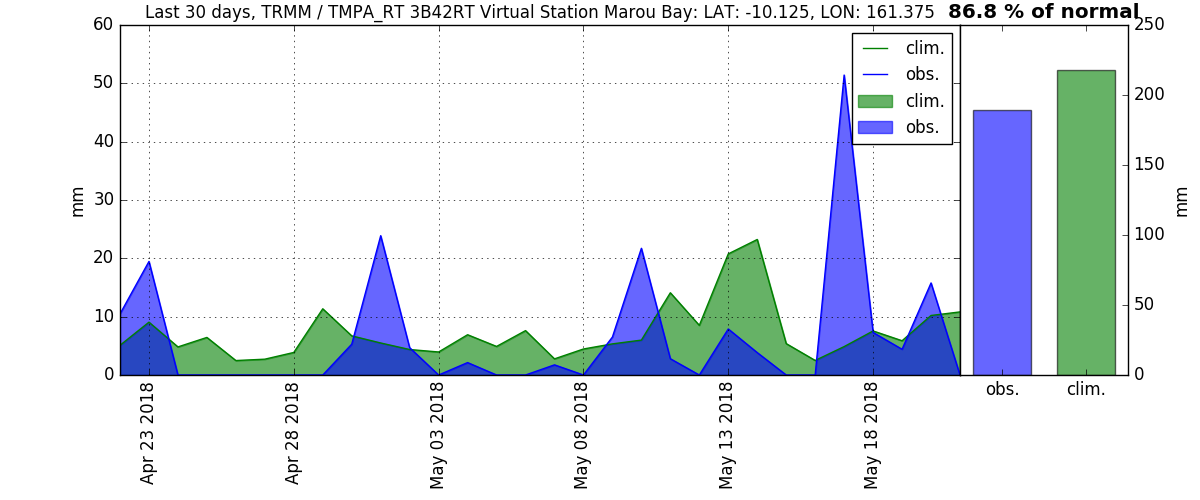 Last 30 days, TRMM / TMPA_RT 3B42RT Virtual Station Marou Bay: LAT: -10.125, LON: 161.375
86.8 % of normal
60
50
40
30
20
10
0
mm
clim.
obs.
clim.
obs.
Apr 23 2018
Apr 28 2018
May 03 2018
May 08 2018
May 13 2018
May 18 2018
250
200
150
100
50
0
mm
obs.
clim.